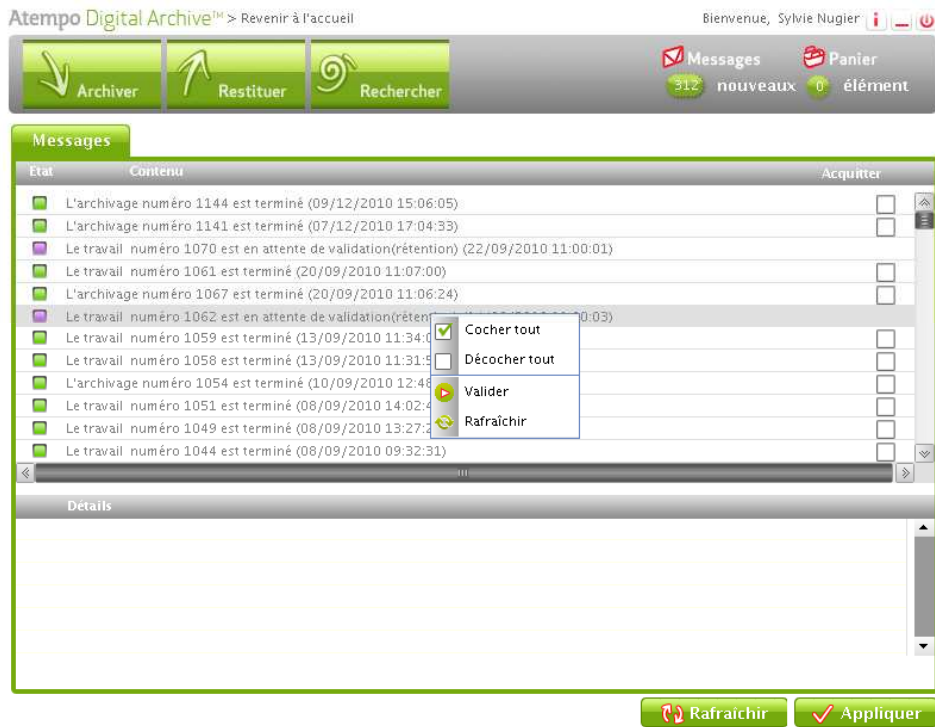 Atempo Digital Archive™ > Revenir à l'accueil
Bienvenue, Sylvie Nugier
Archiver
Restituer
Rechercher
Messages
312 nouveaux
Panier
0 élément
Messages
Etat Contenu Acquitter
L'archivage numéro 1144 est terminé (09/12/2010 15:06:05)
L'archivage numéro 1141 est terminé (07/12/2010 17:04:33)
Le travail numéro 1070 est en attente de validation(rétention) (22/09/2010 11:00:01)
Le travail numéro 1061 est terminé (20/09/2010 11:07:00)
L'archivage numéro 1067 est terminé (20/09/2010 11:06:24)
Le travail numéro 1062 est en attente de validation(réten 0:03)
Le travail numéro 1059 est terminé (13/09/2010 11:34:0
Le travail numéro 1058 est terminé (13/09/2010 11:31:5
L'archivage numéro 1054 est terminé (10/09/2010 12:48
Le travail numéro 1051 est terminé (08/09/2010 14:02:4
Le travail numéro 1049 est terminé (08/09/2010 13:27:2
Le travail numéro 1044 est terminé (08/09/2010 09:32:31)
Cocher tout
Décocher tout
Valider
Rafraîchir
Détails
Rafraîchir
Appliquer